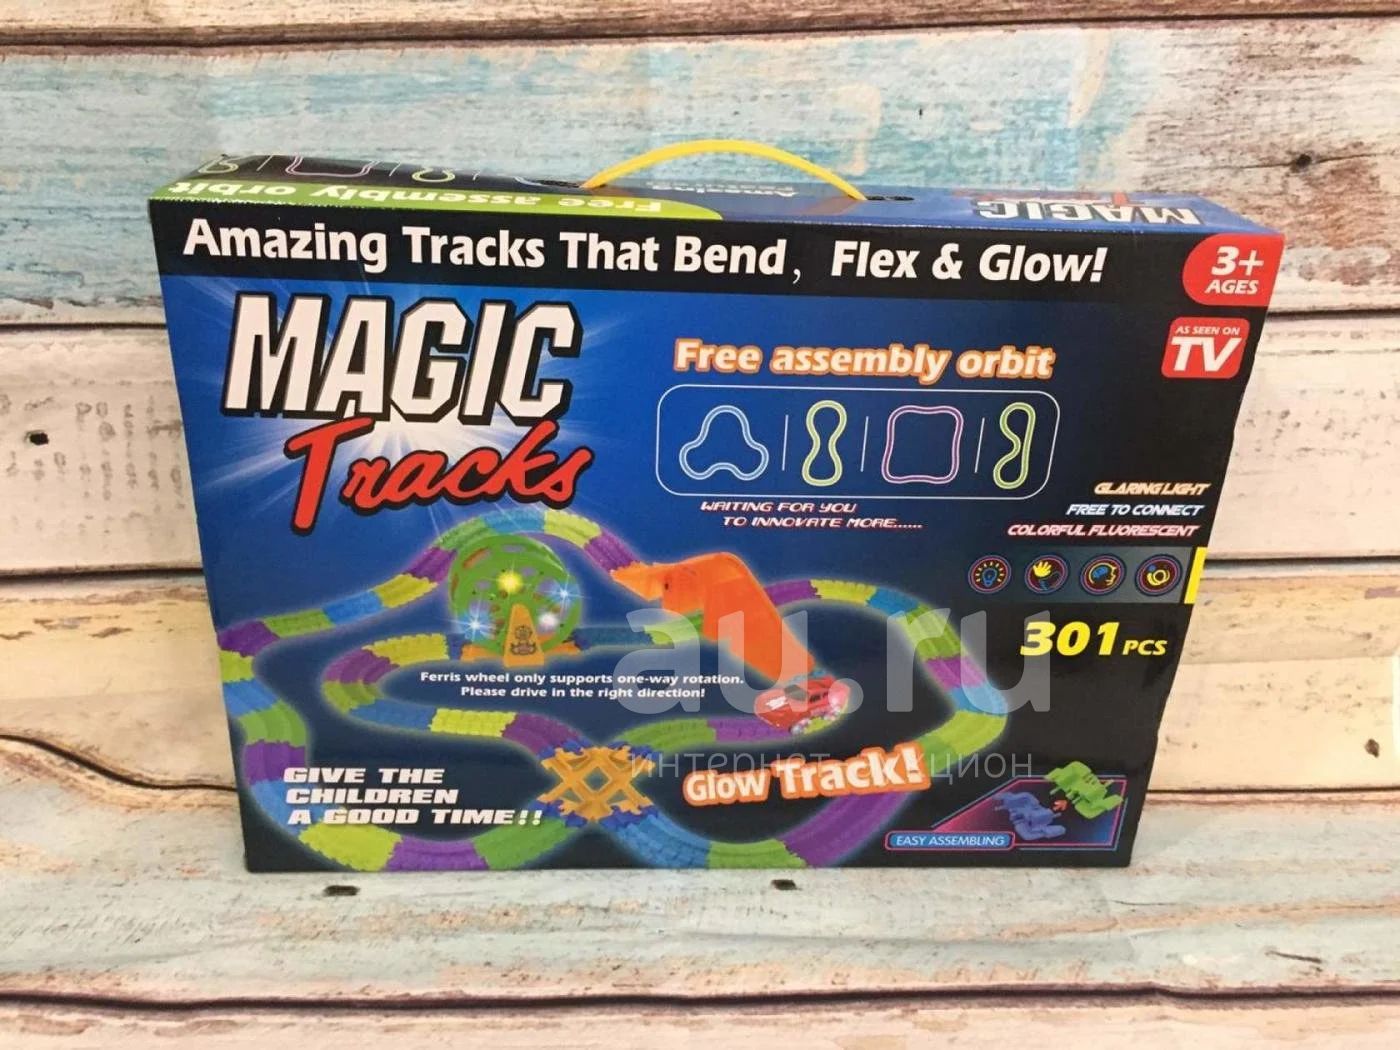 Free assembly orbit
MAGIC
Amazing Tracks That Bend, Flex & Glow!
3+
AGES
AS SEEN ON
TV
MAGIC
Tracks
Free assembly orbit
WAITING FOR YOU
TO INNOVATE MORE......
GLARING LIGHT
FREE TO CONNECT
COLORFUL FLUORESCENT
301 PCS
au.ru
Ferris wheel only supports one-way rotation.
Please drive in the right direction!
GIVE THE
CHILDREN
A GOOD TIME!!
Glow Track!
EASY ASSEMBLING